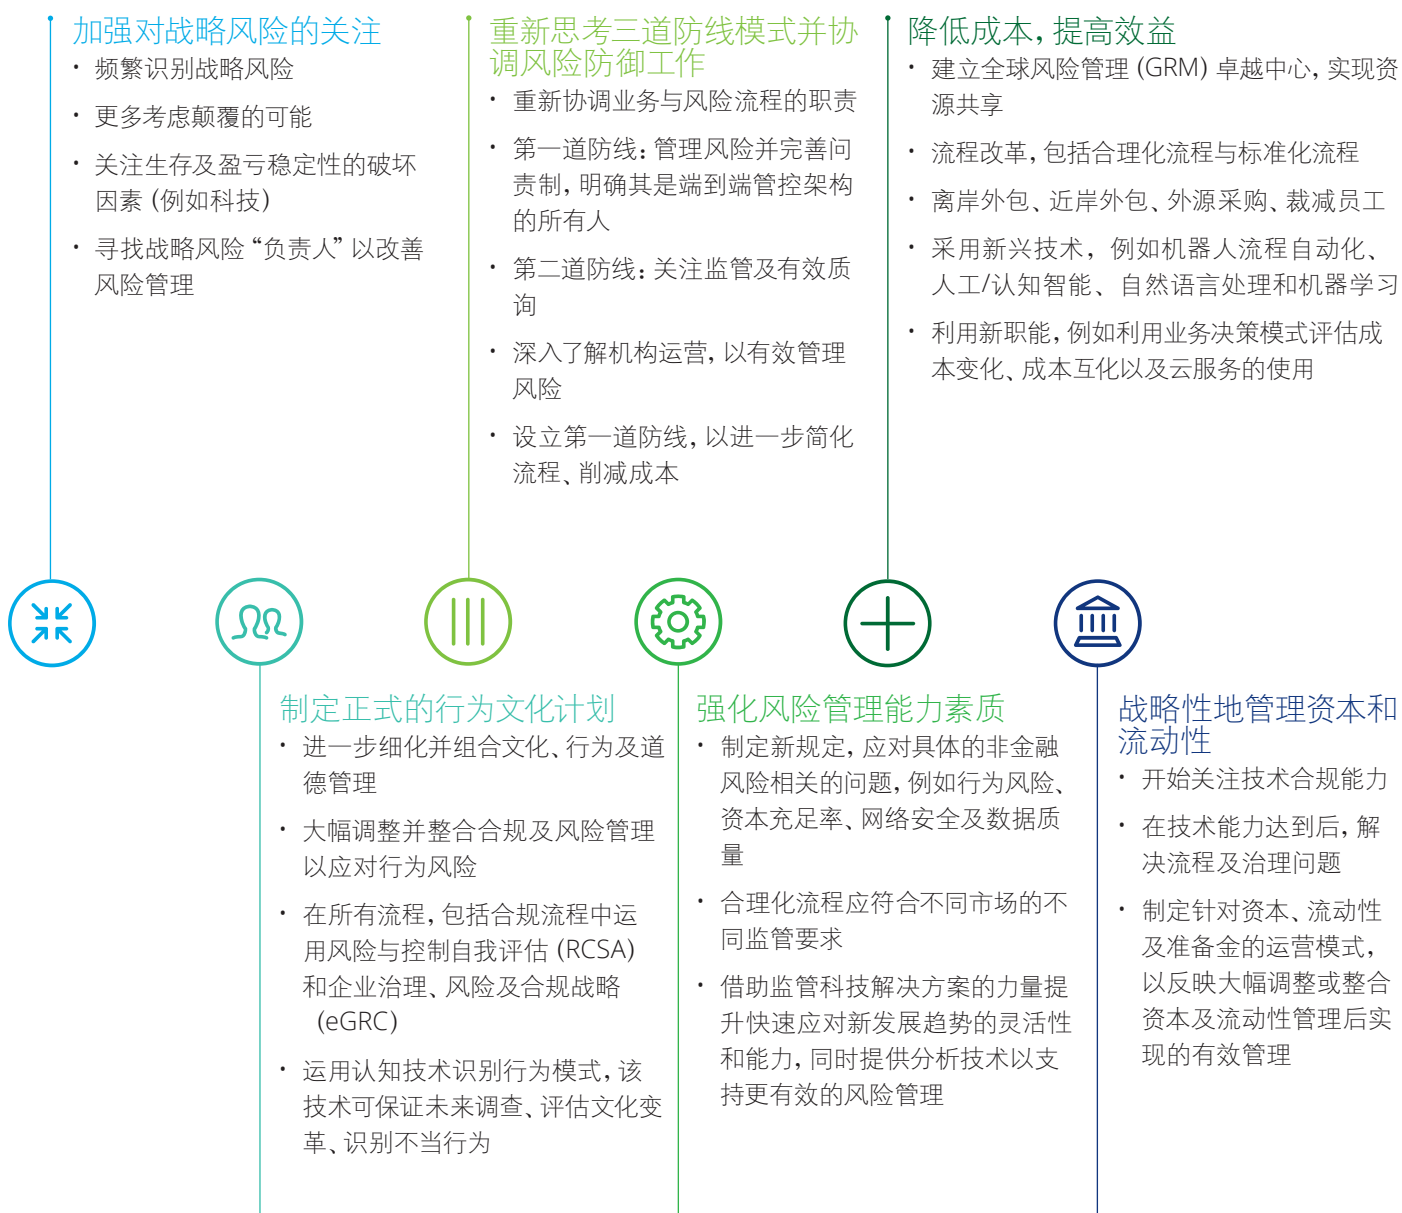 加强对战略风险的关注
· 频繁识别战略风险
· 更多考虑颠覆的可能
· 关注生存及盈亏稳定性的破坏
因素 (例如科技)
· 寻找战略风险“负责人”以改善
风险管理
重新思考三道防线模式并协
调风险防御工作
· 重新协调业务与风险流程的职责
· 第一道防线：管理风险并完善问
责制，明确其是端到端管控架构
的所有人
· 第二道防线：关注监管及有效质
询
· 深入了解机构运营，以有效管理
风险
· 设立第一道防线，以进一步简化
流程、削减成本
降低成本，提高效益
· 建立全球风险管理 (GRM) 卓越中心，实现资
源共享
· 流程改革，包括合理化流程与标准化流程
· 离岸外包、近岸外包、外源采购、裁减员工
· 采用新兴技术，例如机器人流程自动化、
人工/认知智能、自然语言处理和机器学习
· 利用新职能，例如利用业务决策模式评估成
本变化、成本互化以及云服务的使用
制定正式的行为文化计划
· 进一步细化并组合文化、行为及道
德管理
· 大幅调整并整合合规及风险管理
以应对行为风险
· 在所有流程，包括合规流程中运
用风险与控制自我评估 (RCSA)
和企业治理、风险及合规战略
(eGRC)
· 运用认知技术识别行为模式，该
技术可保证未来调查、评估文化变
革、识别不当行为
强化风险管理能力素质
· 制定新规定，应对具体的非金融
风险相关的问题，例如行为风险、
资本充足率、网络安全及数据质
量
· 合理化流程应符合不同市场的不
同监管要求
· 借助监管科技解决方案的力量提
升快速应对新发展趋势的灵活性
和能力，同时提供分析技术以支
持更有效的风险管理
战略性地管理资本和
流动性
· 开始关注技术合规能力
· 在技术能力达到后，解
决流程及治理问题
· 制定针对资本、流动性
及准备金的运营模式，
以反映大幅调整或整合
资本及流动性管理后实
现的有效管理